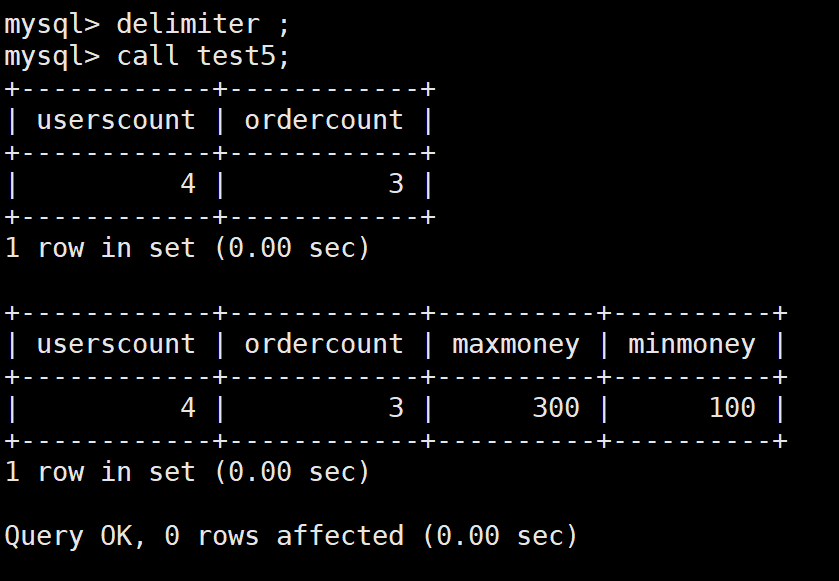 mysql> delimiter ;
mysql> call test5;
+------------+------------+
| userscount | ordercount |
+------------+------------+
|          4 |          3 |
+------------+------------+
1 row in set (0.00 sec)

+------------+------------+----------+----------+
| userscount | ordercount | maxmoney | minmoney |
+------------+------------+----------+----------+
|          4 |          3 |      300 |      100 |
+------------+------------+----------+----------+
1 row in set (0.00 sec)

Query OK, 0 rows affected (0.00 sec)